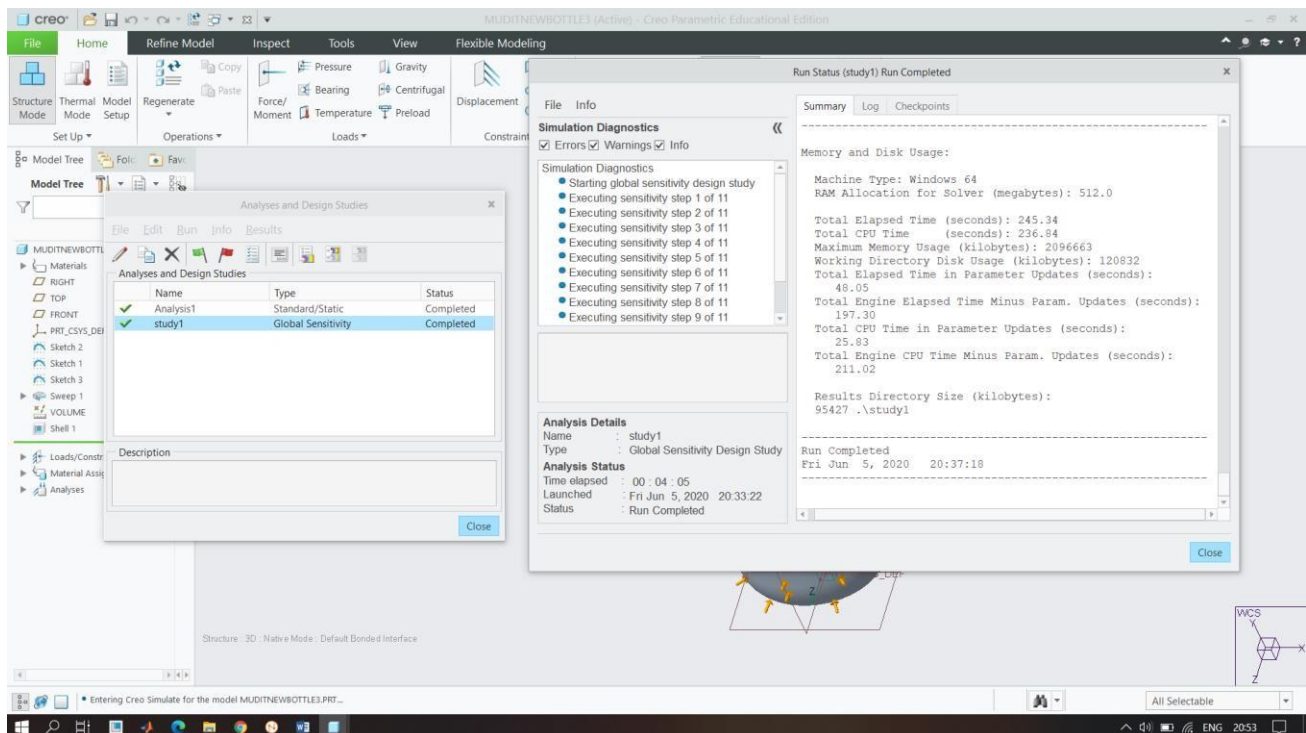 creo
MUDITNEWBOTTLE3 (Active) - Creo Parametric Educational Edition
File Home Refine Model Inspect Tools View Flexible Modeling
Structure Mode
Thermal Mode
Model Setup
Set Up
Regenerate
Copy
Paste
Operations
Force/ Moment
Pressure
Bearing
Temperature
Gravity
Centrifugal
Preload
Loads
Displacement
Constraint
Model Tree Fav
Model Tree
MUDITNEWBOTTL
Materials
RIGHT
TOP
FRONT
PRT_CSYS_DEF
Sketch 2
Sketch 1
Sketch 3
Sweep 1
VOLUME
Shell 1
Loads/Constr
Material Assig
Analyses
Analyses and Design Studies
File Edit Run Info Results
Analyses and Design Studies
Name Type Status
Analysis1 Standard/Static Completed
study1 Global Sensitivity Completed
Description
Close
Run Status (study1) Run Completed
File Info
Simulation Diagnostics
Errors Warnings Info
Simulation Diagnostics
Starting global sensitivity design study
Executing sensitivity step 1 of 11
Executing sensitivity step 2 of 11
Executing sensitivity step 3 of 11
Executing sensitivity step 4 of 11
Executing sensitivity step 5 of 11
Executing sensitivity step 6 of 11
Executing sensitivity step 7 of 11
Executing sensitivity step 8 of 11
Executing sensitivity step 9 of 11
Analysis Details
Name : study1
Type : Global Sensitivity Design Study
Analysis Status
Time elapsed : 00 : 04 : 05
Launched : Fri Jun 5, 2020 20:33:22
Status : Run Completed
Summary Log Checkpoints
Memory and Disk Usage:
Machine Type: Windows 64
RAM Allocation for Solver (megabytes): 512.0
Total Elapsed Time (seconds): 245.34
Total CPU Time (seconds): 236.84
Maximum Memory Usage (kilobytes): 2096663
Working Directory Disk Usage (kilobytes): 120832
Total Elapsed Time in Parameter Updates (seconds):
48.05
Total Engine Elapsed Time Minus Param. Updates (seconds):
197.30
Total CPU Time in Parameter Updates (seconds):
25.83
Total Engine CPU Time Minus Param. Updates (seconds):
211.02
Results Directory Size (kilobytes):
95427 .\study1
Run Completed
Fri Jun 5, 2020 20:37:18
Close
Z
WCS
Y
X
Z
Structure : 3D : Native Mode : Default Bonded Interface
Entering Creo Simulate for the model MUDITNEWBOTTLE3.PRT...
All Selectable
ENG 20:53